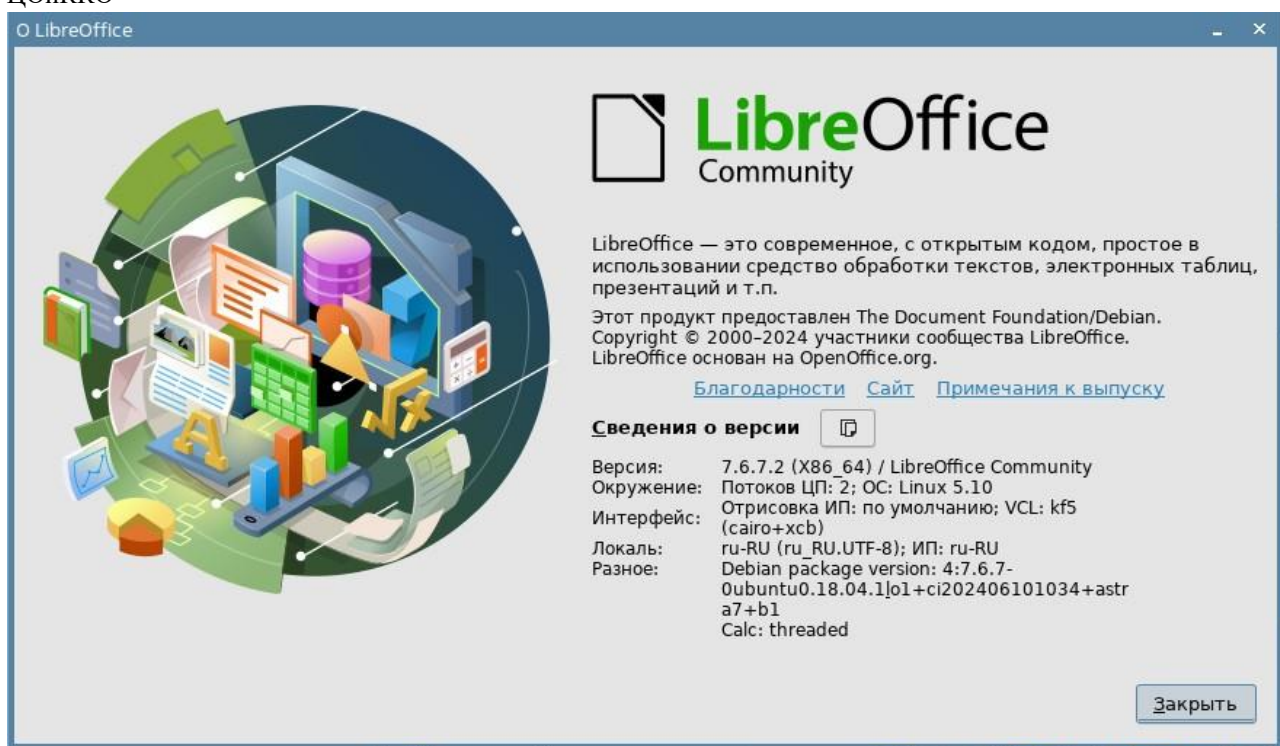 О LibreOffice
LibreOffice
Community
LibreOffice — это современное, с открытым кодом, простое в
использовании средство обработки текстов, электронных таблиц,
презентаций и т.п.
Этот продукт предоставлен The Document Foundation/Debian.
Copyright © 2000–2024 участники сообщества LibreOffice.
LibreOffice основан на OpenOffice.org.
Благодарности Сайт Примечания к выпуску
Сведения о версии
Версия: 7.6.7.2 (X86_64) / LibreOffice Community
Окружение: Потоков ЦП: 2; ОС: Linux 5.10
Интерфейс: Отрисовка ИП: по умолчанию; VCL: kf5
(cairo+xcb)
Локаль: ru-RU (ru_RU.UTF-8); ИП: ru-RU
Разное: Debian package version: 4:7.6.7-
0ubuntu0.18.04.1lo1+ci202406101034+astr
a7+b1
Calc: threaded
Закрыть